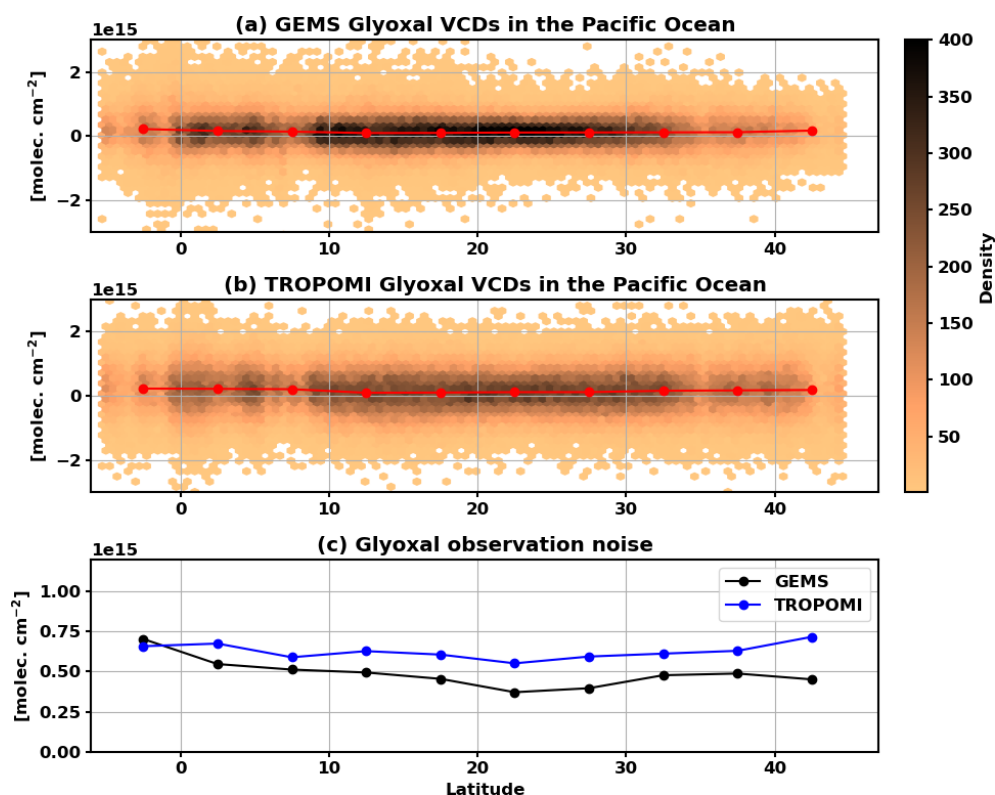 (a) GEMS Glyoxal VCDs in the Pacific Ocean
1e15
[molec. cm⁻²]
2
0
−2
0 10 20 30 40
(b) TROPOMI Glyoxal VCDs in the Pacific Ocean
1e15
[molec. cm⁻²]
2
0
−2
0 10 20 30 40
400
350
300
250
200
150
100
50
Density
(c) Glyoxal observation noise
1e15
[molec. cm⁻²]
1.00
0.75
0.50
0.25
0.00
GEMS
TROPOMI
0 10 20 30 40
Latitude